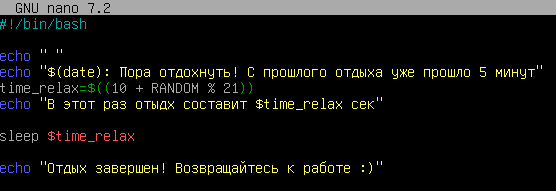 GNU nano 7.2
#!/bin/bash
echo " "
echo "$(date): Пора отдохнуть! С прошлого отдыха уже прошло 5 минут"
time_relax=$((10 + RANDOM % 21))
echo "В этот раз отыдх составит $time_relax сек"
sleep $time_relax
echo "Отдых завершен! Возвращайтесь к работе :)"